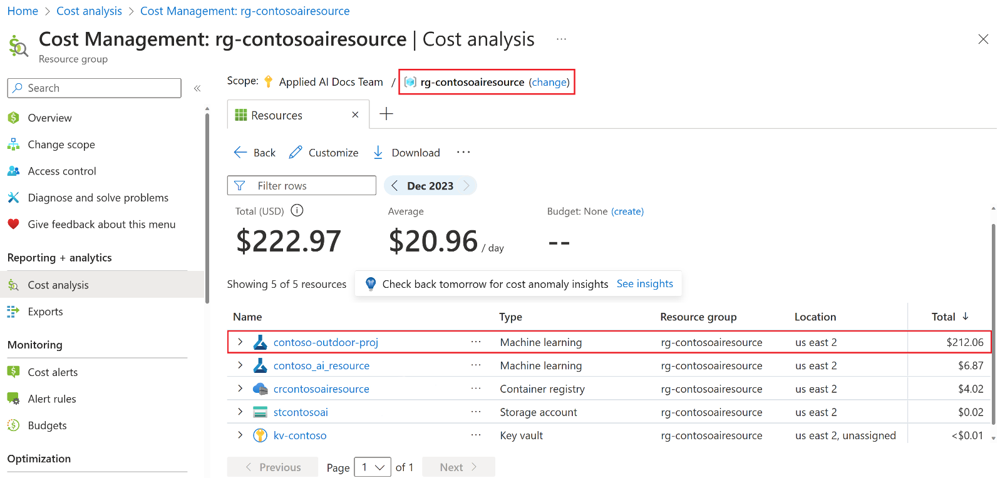 Home > Cost analysis > Cost Management: rg-contosoairesource
Cost Management: rg-contosoairesource | Cost analysis ...
Resource group
Search «
Overview
Change scope
Access control
Diagnose and solve problems
Give feedback about this menu
Reporting + analytics
Cost analysis
Exports
Monitoring
Cost alerts
Alert rules
Budgets
Optimization
Scope: Applied AI Docs Team / rg-contosoairesource (change)
Resources
Back Customize Download ...
Filter rows Dec 2023
Total (USD) Average Budget: None (create)
$222.97 $20.96 / day --
Showing 5 of 5 resources Check back tomorrow for cost anomaly insights See insights
Name Type Resource group Location Total ↓
contoso-outdoor-proj ... Machine learning rg-contosoairesource us east 2 $212.06
contoso_ai_resource ... Machine learning rg-contosoairesource us east 2 $6.87
crcontosoairesource ... Container registry rg-contosoairesource us east 2 $4.02
stcontosoai ... Storage account rg-contosoairesource us east 2 $0.02
kv-contoso ... Key vault rg-contosoairesource us east 2, unassigned <$0.01
< Previous Page 1 of 1 Next >